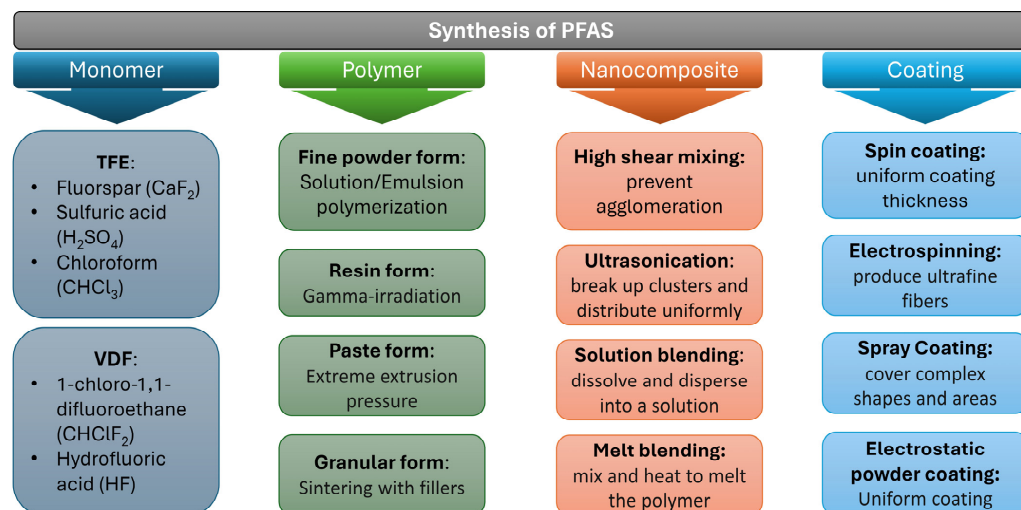 Synthesis of PFAS
Monomer
TFE:
• Fluorspar (CaF₂)
• Sulfuric acid
(H₂SO₄)
• Chloroform
(CHCl₃)
VDF:
• 1-chloro-1,1-
difluoroethane
(CHClF₂)
• Hydrofluoric
acid (HF)
Polymer
Fine powder form:
Solution/Emulsion
polymerization
Resin form:
Gamma-irradiation
Paste form:
Extreme extrusion
pressure
Granular form:
Sintering with fillers
Nanocomposite
High shear mixing:
prevent
agglomeration
Ultrasonication:
break up clusters and
distribute uniformly
Solution blending:
dissolve and disperse
into a solution
Melt blending:
mix and heat to melt
the polymer
Coating
Spin coating:
uniform coating
thickness
Electrospinning:
produce ultrafine
fibers
Spray Coating:
cover complex
shapes and areas
Electrostatic
powder coating:
Uniform coating